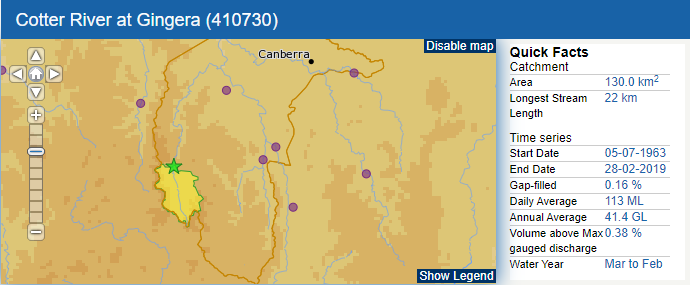 Cotter River at Gingera (410730)
Disable map
Canberra
Show Legend
Quick Facts
Catchment
Area 130.0 km²
Longest Stream 22 km
Length
Time series
Start Date 05-07-1963
End Date 28-02-2019
Gap-filled 0.16 %
Daily Average 113 ML
Annual Average 41.4 GL
Volume above Max 0.38 %
gauged discharge
Water Year Mar to Feb